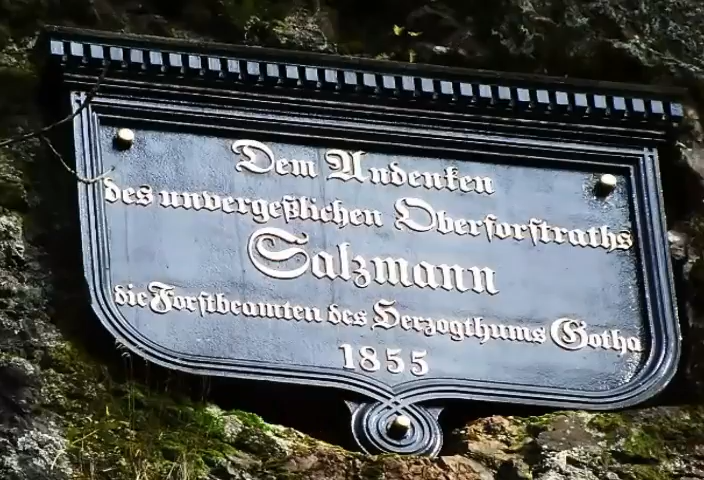 Dem Andenken
des unvergeßlichen Oberforstraths
Salzmann
die Forstbeamten des Herzogthums Gotha
1855